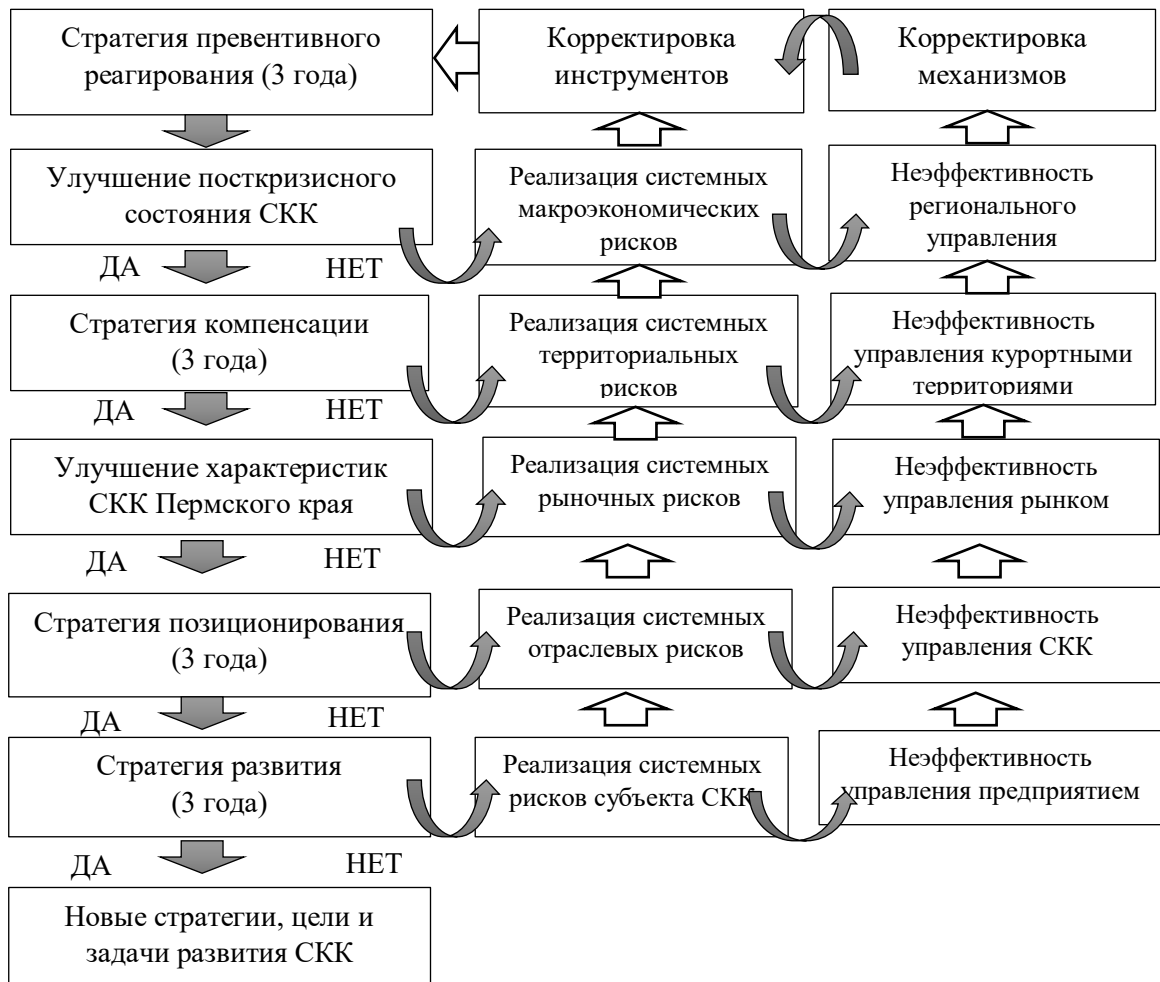 Стратегия превентивного
реагирования (3 года)
Корректировка
инструментов
Корректировка
механизмов
Улучшение посткризисного
состояния СКК
Реализация системных
макроэкономических
рисков
Неэффективность
регионального
управления
ДА
НЕТ
Стратегия компенсации
(3 года)
Реализация системных
территориальных
рисков
Неэффективность
управления курортными
территориями
ДА
НЕТ
Улучшение характеристик
СКК Пермского края
Реализация системных
рыночных рисков
Неэффективность
управления рынком
ДА
НЕТ
Стратегия позиционирования
(3 года)
Реализация системных
отраслевых рисков
Неэффективность
управления СКК
ДА
НЕТ
Стратегия развития
(3 года)
Реализация системных
рисков субъекта СКК
Неэффективность
управления предприятием
ДА
НЕТ
Новые стратегии, цели и
задачи развития СКК